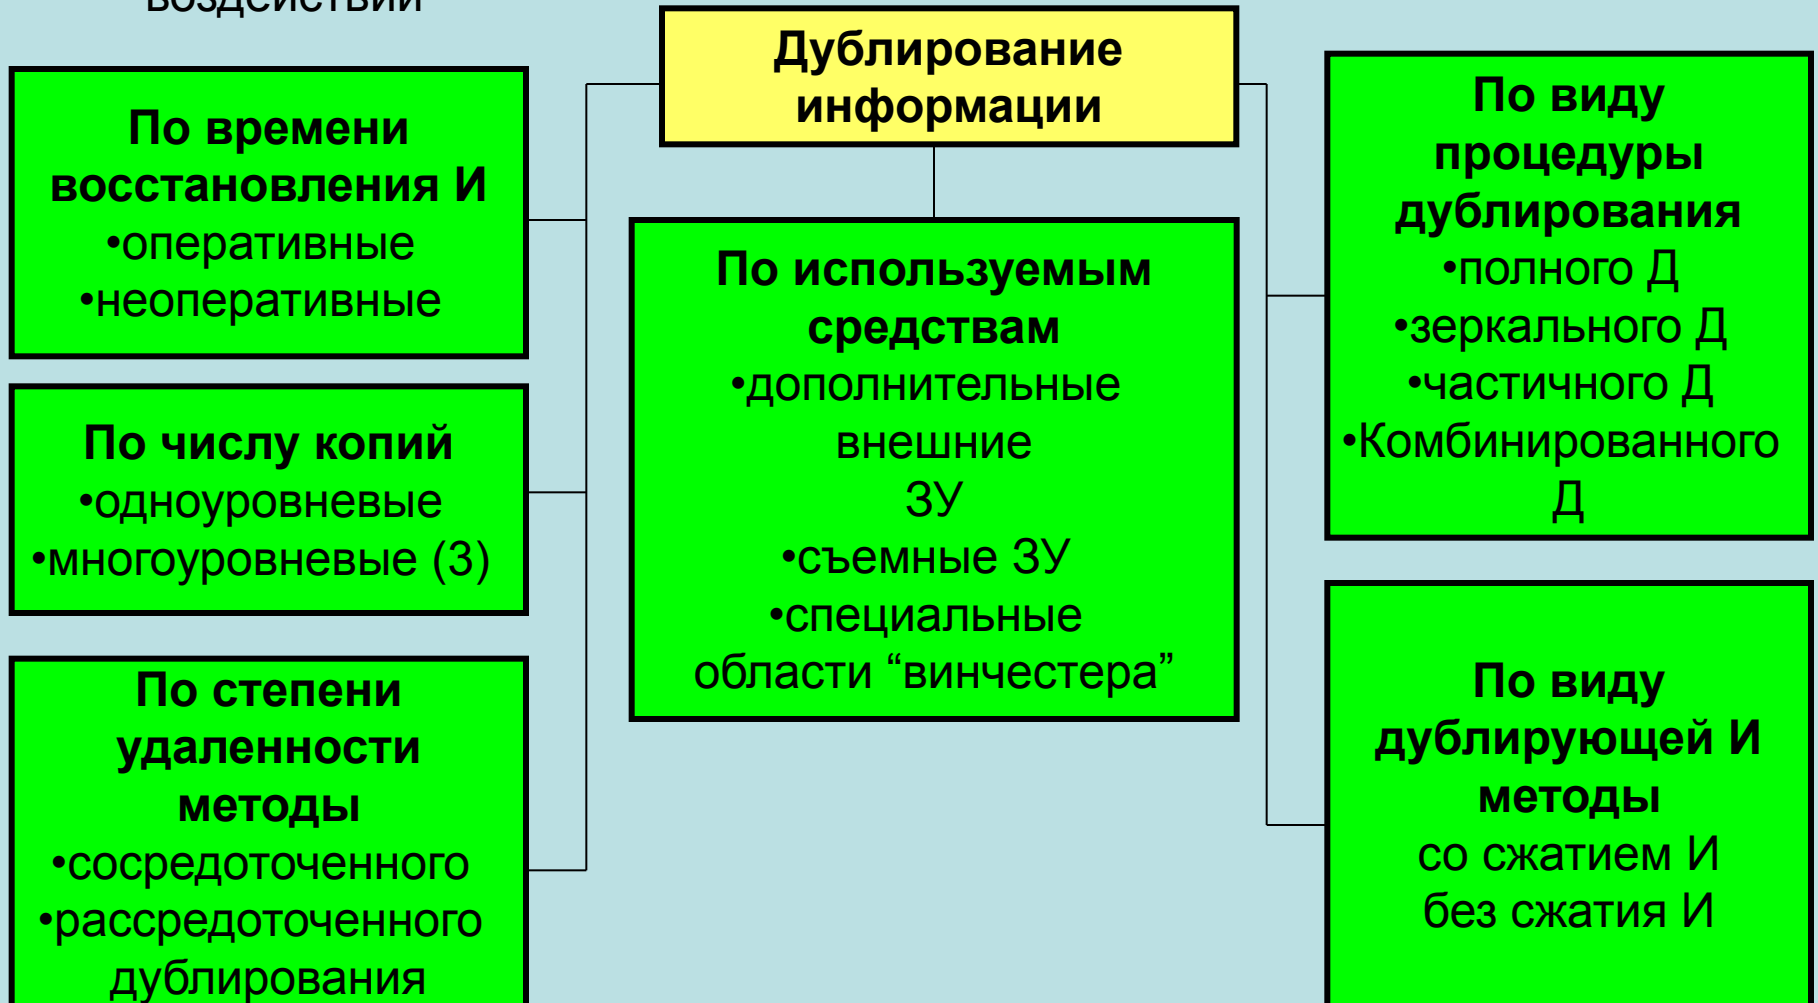 воздействий
Дублирование
информации
По времени
восстановления И
•оперативные
•неоперативные
По числу копий
•одноуровневые
•многоуровневые (3)
По степени
удаленности
методы
•сосредоточенного
•рассредоточенного
дублирования
По используемым
средствам
•дополнительные
внешние
ЗУ
•съемные ЗУ
•специальные
области “винчестера”
По виду
процедуры
дублирования
•полного Д
•зеркального Д
•частичного Д
•Комбинированного
Д
По виду
дублирующей И
методы
со сжатием И
без сжатия И